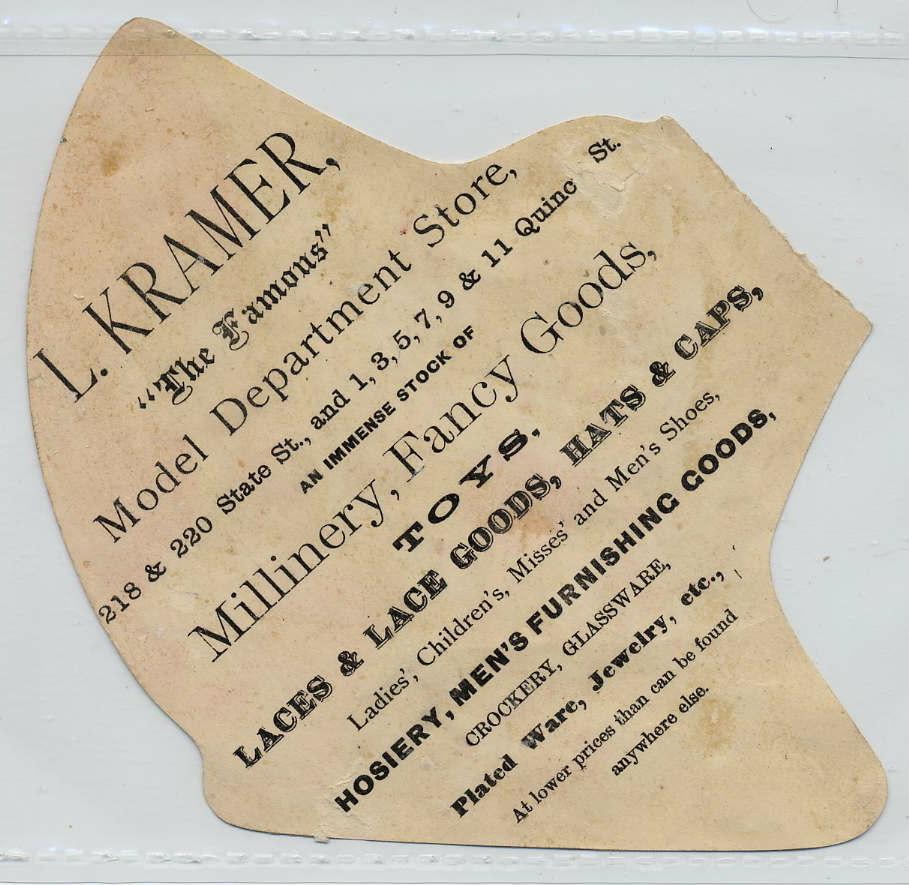 L. KRAMER,
"The Famous"
Model Department Store,
218 & 220 State St., and 1, 3, 5, 7, 9 & 11 Quinc St.
AN IMMENSE STOCK OF
Millinery, Fancy Goods,
TOYS,
LACES & LACE GOODS, HATS & CAPS,
Ladies', Children's, Misses' and Men's Shoes,
HOSIERY, MEN'S FURNISHING GOODS,
CROCKERY, GLASSWARE,
Plated Ware, Jewelry, etc.,
At lower prices than can be found
anywhere else.